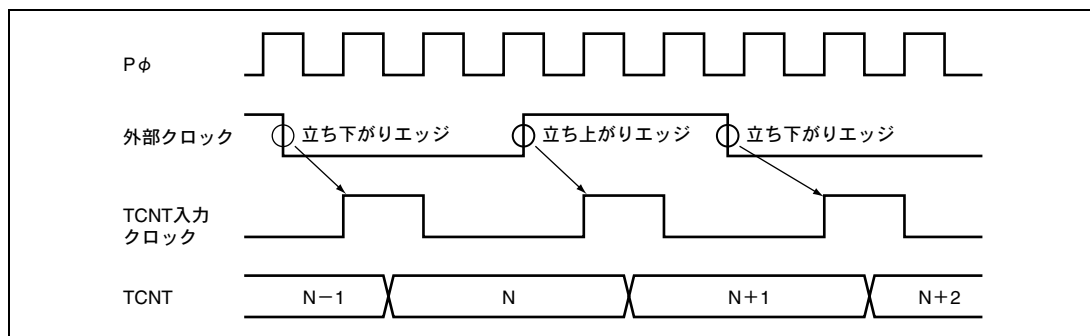 Pφ
外部クロック
立ち下がりエッジ
立ち上がりエッジ
立ち下がりエッジ
TCNT入力
クロック
TCNT
N−1
N
N+1
N+2